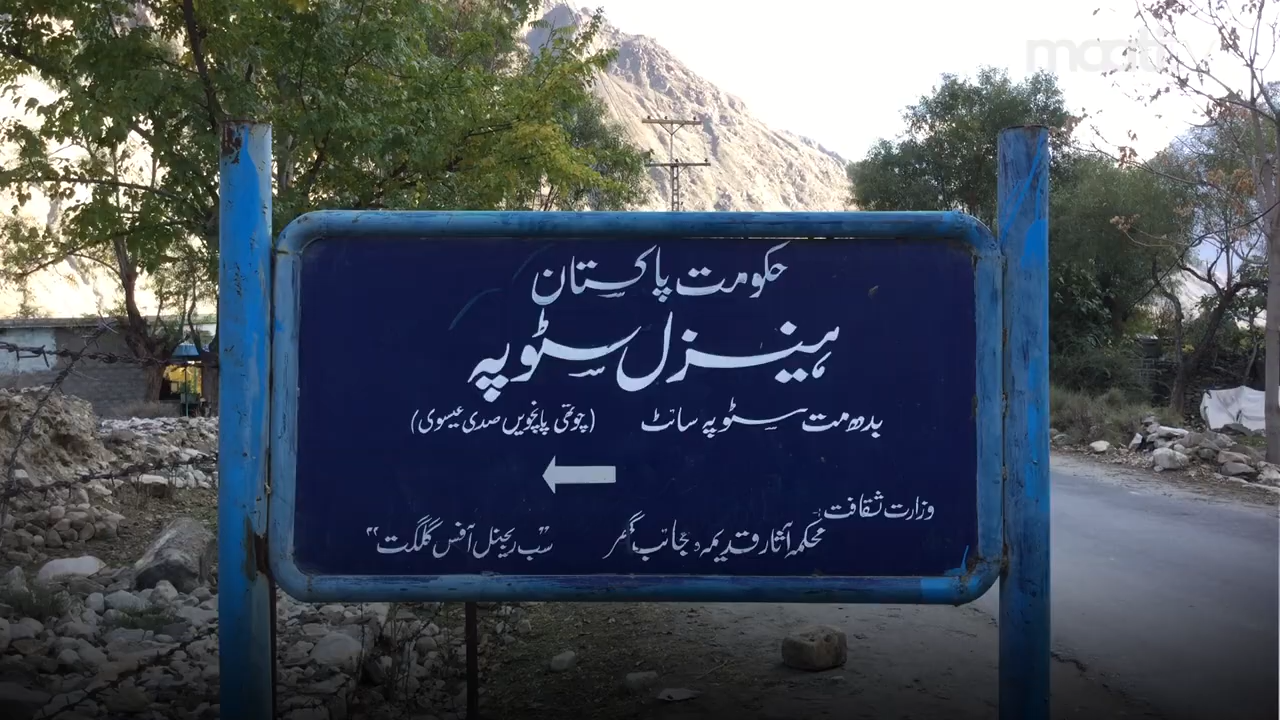 حکومت پاکستان
ہینزل سٹوپہ
بدھ مت سٹوپہ سائٹ (چوتھی پانچویں صدی عیسوی)
وزارت ثقافت
محکمہ آثار قدیمہ و عجائب گھر سب ریجنل آفس گلگت